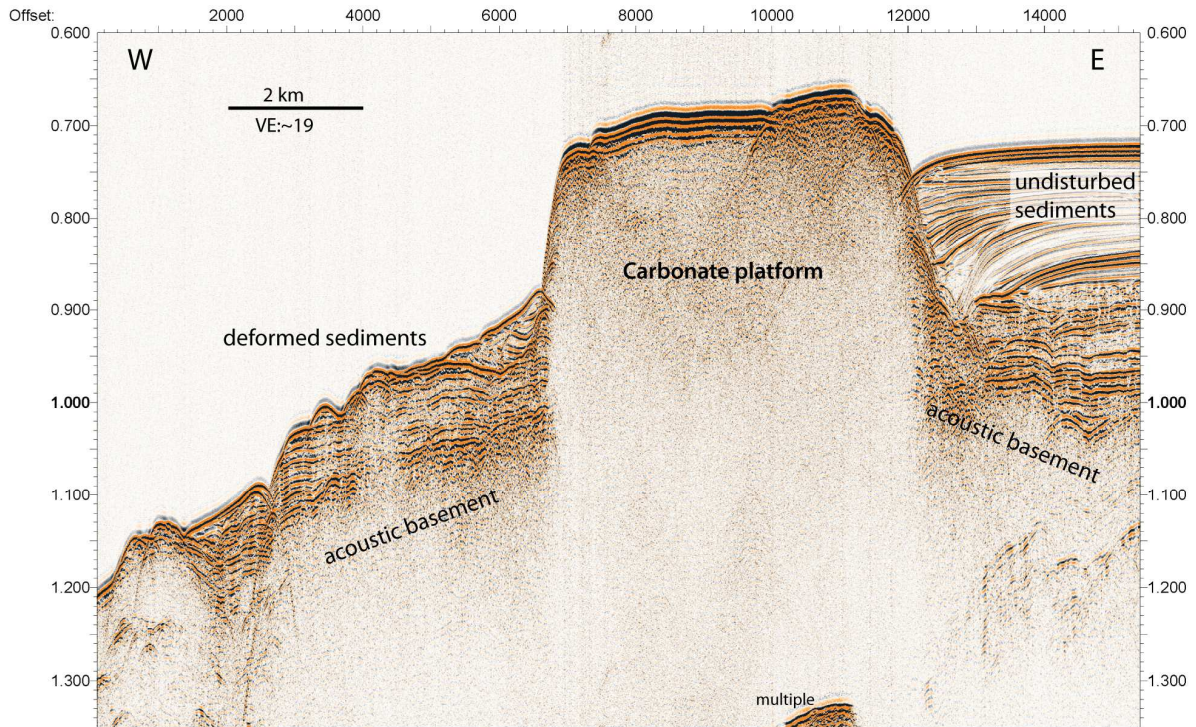 Offset: 2000 4000 6000 8000 10000 12000 14000
0.600 0.600
W E
2 km
VE:~19
0.700 0.700
undisturbed
sediments
0.800 0.800
Carbonate platform
0.900 0.900
deformed sediments
1.000 1.000
acoustic basement
1.100 1.100
acoustic basement
1.200 1.200
1.300 1.300
multiple